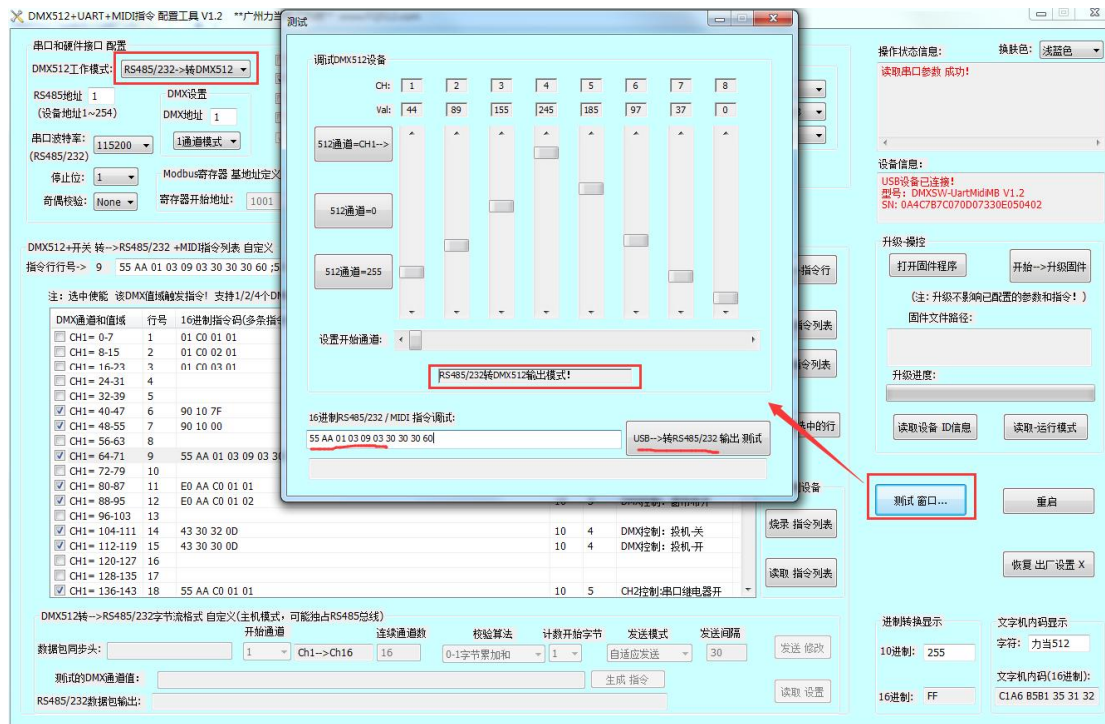 DMX512+UART+MIDI指令 配置工具 V1.2 **广州力当
测试
串口和硬件接口 配置
DMX512工作模式: RS485/232->转DMX512
RS485地址 1
(设备地址1~254)
DMX设置
DMX地址 1
串口波特率: 115200
(RS485/232)
1通道模式
停止位: 1
Modbus寄存器 基地址定义
奇偶校验: None
寄存器开始地址: 1001
调试DMX512设备
CH: 1 2 3 4 5 6 7 8
Val: 44 89 155 245 185 97 37 0
512通道=CH1-->
512通道=0
512通道=255
设置开始通道:
RS485/232转DMX512输出模式!
16进制RS485/232 / MIDI 指令调试:
55 AA 01 03 09 03 30 30 30 60
USB-->转RS485/232 输出 测试
操作状态信息: 换肤色: 浅蓝色
读取串口参数 成功!
设备信息:
USB设备已连接!
型号: DMXSW-UartMidiMB V1.2
SN: 0A4C7B7C070D07330E050402
升级-操控
打开固件程序 开始-->升级固件
(注: 升级不影响已配置的参数和指令! )
固件文件路径:
升级进度:
读取设备 ID信息 读取-运行模式
测试 窗口... 重启
恢复 出厂设置 X
DMX512+开关 转-->RS485/232 +MIDI指令列表 自定义
指令行行号-> 9 55 AA 01 03 09 03 30 30 30 60 ;5
指令行
注: 选中使能 该DMX值域触发指令! 支持1/2/4个DM
DMX通道和值域 行号 16进制指令码(多条指令
CH1= 0-7 1 01 C0 01 01
CH1= 8-15 2 01 C0 02 01
CH1= 16-23 3 01 C0 03 01
CH1= 24-31 4
CH1= 32-39 5
CH1= 40-47 6 90 10 7F
CH1= 48-55 7 90 10 00
CH1= 56-63 8
CH1= 64-71 9 55 AA 01 03 09 03 30
CH1= 72-79 10
CH1= 80-87 11 E0 AA C0 01 01
CH1= 88-95 12 E0 AA C0 01 02 10 5
CH1= 96-103 13
CH1= 104-111 14 43 30 32 0D 10 4 DMX控制: 投机-关
CH1= 112-119 15 43 30 30 0D 10 4 DMX控制: 投机-开
CH1= 120-127 16
CH1= 128-135 17
CH1= 136-143 18 55 AA C0 01 01 10 5 CH2控制:串口继电器开
令列表
令列表
中的行
设备
烧录 指令列表
读取 指令列表
DMX512转-->RS485/232字节流格式 自定义(主机模式，可能独占RS485总线)
开始通道 连续通道数 校验算法 计数开始字节 发送模式 发送间隔
数据包同步头: 1 Ch1-->Ch16 16 0-1字节累加和 1 自适应发送 30 发送 修改
测试的DMX通道值: 生成 指令
RS485/232数据包输出: 读取 设置
进制转换显示 文字机内码显示
10进制: 255 字符: 力当512
文字机内码(16进制):
16进制: FF C1A6 B5B1 35 31 32